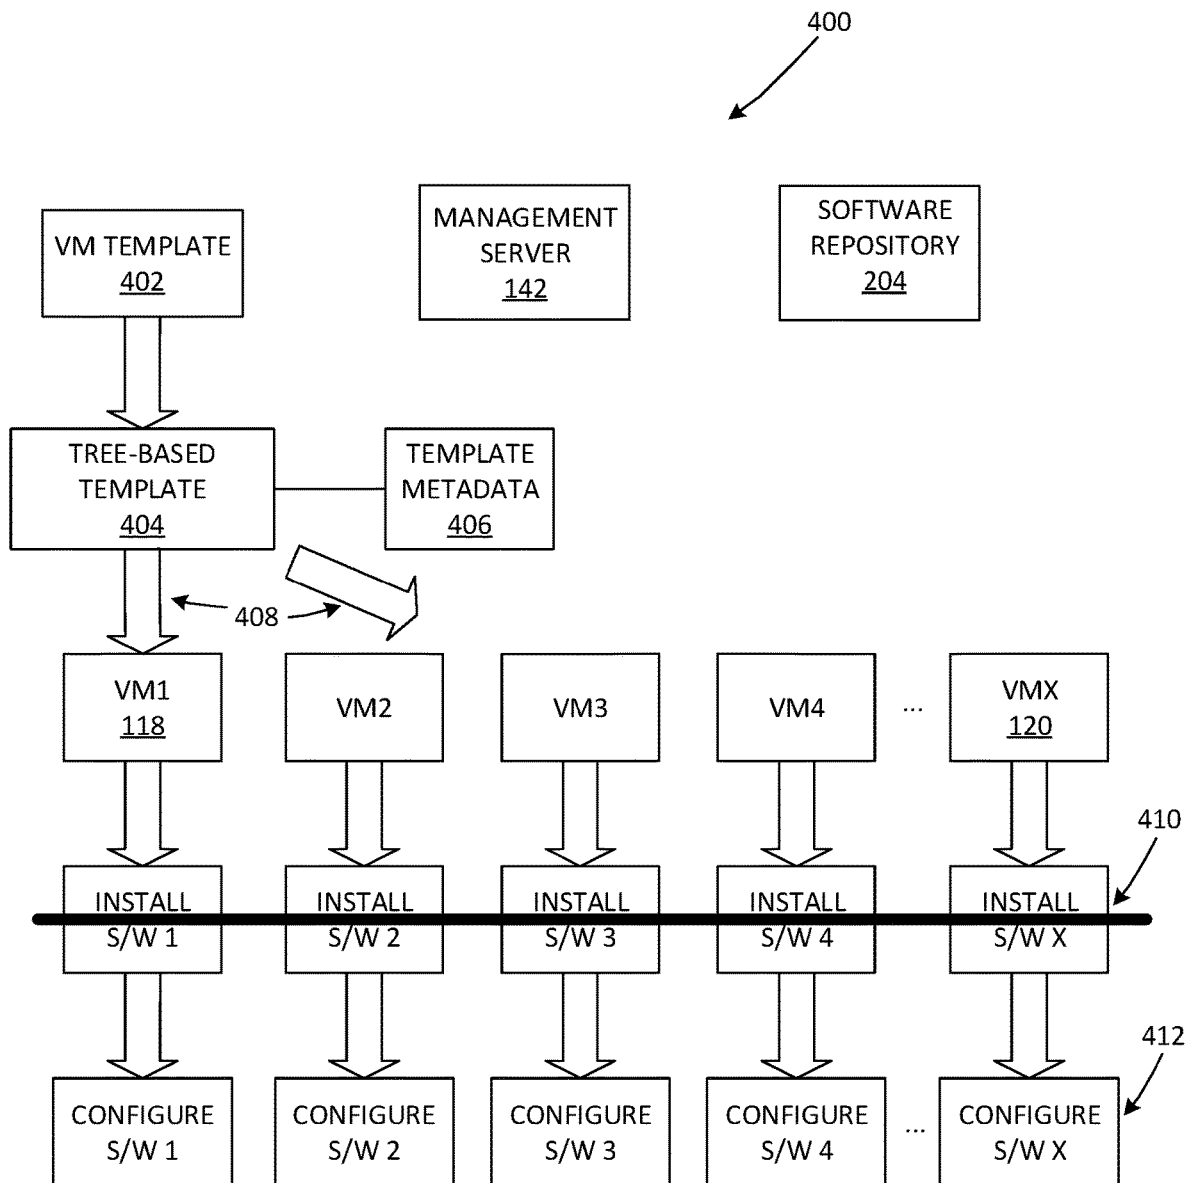 400
VM TEMPLATE
402
MANAGEMENT
SERVER
142
SOFTWARE
REPOSITORY
204
TREE-BASED
TEMPLATE
404
TEMPLATE
METADATA
406
408
VM1
118
VM2
VM3
VM4
...
VMX
120
410
INSTALL
S/W 1
INSTALL
S/W 2
INSTALL
S/W 3
INSTALL
S/W 4
INSTALL
S/W X
412
CONFIGURE
S/W 1
CONFIGURE
S/W 2
CONFIGURE
S/W 3
CONFIGURE
S/W 4
...
CONFIGURE
S/W X